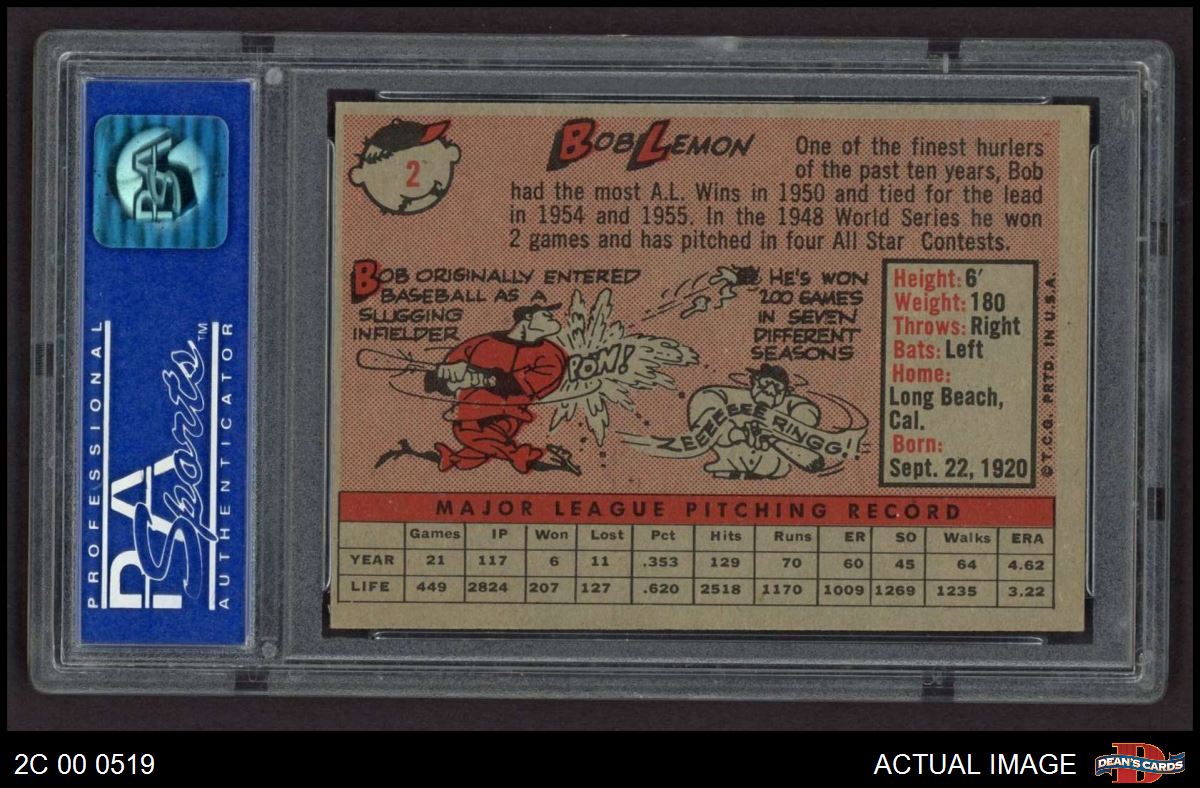 PSA
PROFESSIONAL
PSA Sports™
AUTHENTICATOR
2
BOB LEMON
One of the finest hurlers
of the past ten years, Bob
had the most A.L. Wins in 1950 and tied for the lead
in 1954 and 1955. In the 1948 World Series he won
2 games and has pitched in four All Star Contests.
BOB ORIGINALLY ENTERED
BASEBALL AS A
SLUGGING
INFIELDER
POW!
HE'S WON
200 GAMES
IN SEVEN
DIFFERENT
SEASONS
ZEEEEEEE RINGG!!
Height: 6'
Weight: 180
Throws: Right
Bats: Left
Home:
Long Beach,
Cal.
Born:
Sept. 22, 1920
©T.C.G. PRTD. IN U.S.A.
MAJOR LEAGUE PITCHING RECORD
Games IP Won Lost Pct Hits Runs ER SO Walks ERA
YEAR 21 117 6 11 .353 129 70 60 45 64 4.62
LIFE 449 2824 207 127 .620 2518 1170 1009 1269 1235 3.22
2C 00 0519
ACTUAL IMAGE
DEAN'S CARDS